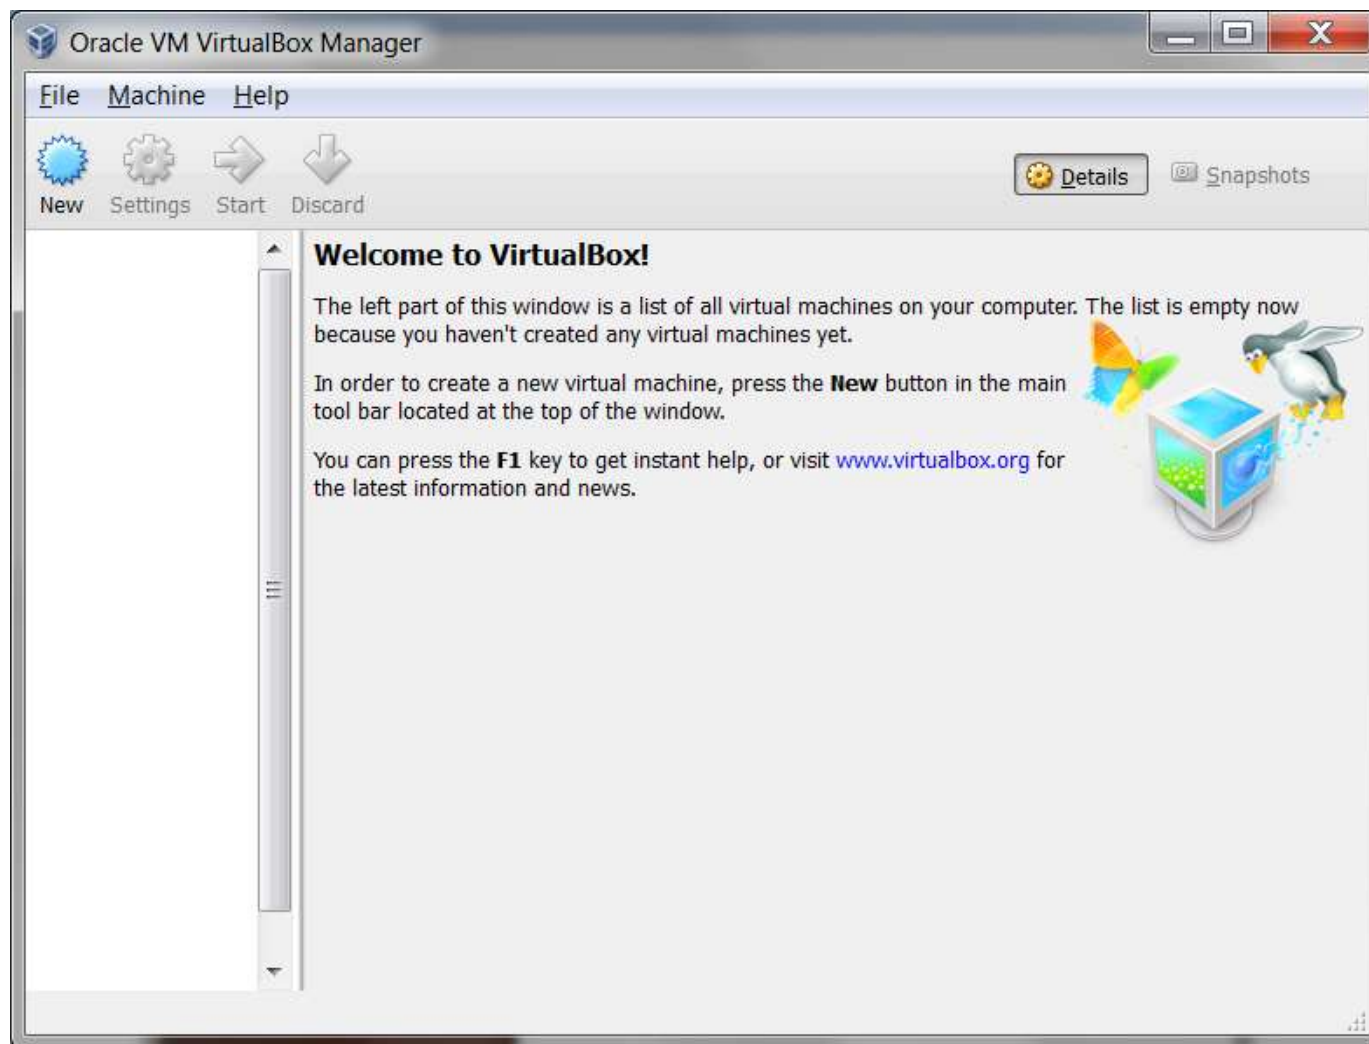 Oracle VM VirtualBox Manager
File Machine Help
New Settings Start Discard
Details Snapshots
Welcome to VirtualBox!
The left part of this window is a list of all virtual machines on your computer. The list is empty now
because you haven't created any virtual machines yet.
In order to create a new virtual machine, press the New button in the main
tool bar located at the top of the window.
You can press the F1 key to get instant help, or visit www.virtualbox.org for
the latest information and news.